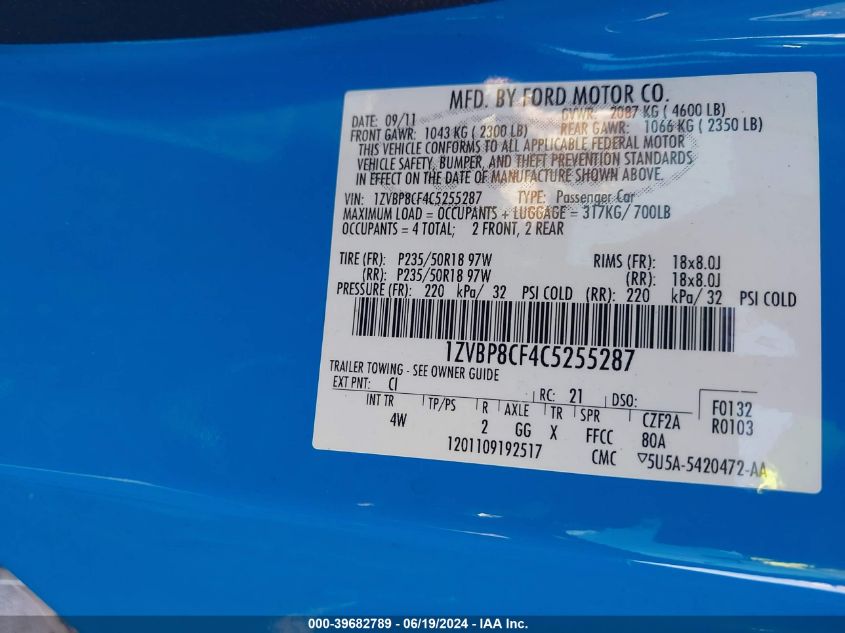 MFD. BY FORD MOTOR CO.
DATE: 09/11 GVWR: 2087 KG ( 4600 LB)
FRONT GAWR: 1043 KG ( 2300 LB) REAR GAWR: 1066 KG ( 2350 LB)
THIS VEHICLE CONFORMS TO ALL APPLICABLE FEDERAL MOTOR
VEHICLE SAFETY, BUMPER, AND THEFT PREVENTION STANDARDS
IN EFFECT ON THE DATE OF MANUFACTURE SHOWN ABOVE.
VIN: 1ZVBP8CF4C5255287 TYPE: Passenger Car
MAXIMUM LOAD = OCCUPANTS + LUGGAGE = 317KG/ 700LB
OCCUPANTS = 4 TOTAL; 2 FRONT, 2 REAR
TIRE (FR): P235/50R18 97W RIMS (FR): 18x8.0J
(RR): P235/50R18 97W (RR): 18x8.0J
PRESSURE (FR): 220 kPa/ 32 PSI COLD (RR): 220 kPa/ 32 PSI COLD
1ZVBP8CF4C5255287
TRAILER TOWING - SEE OWNER GUIDE
EXT PNT: CI RC: 21 DSO:
INT TR TP/PS R AXLE TR SPR CZF2A F0132
4W 2 GG X FFCC 80A R0103
1201109192517 CMC ▽5U5A-5420472-AA
000-39682789 - 06/19/2024 - IAA Inc.